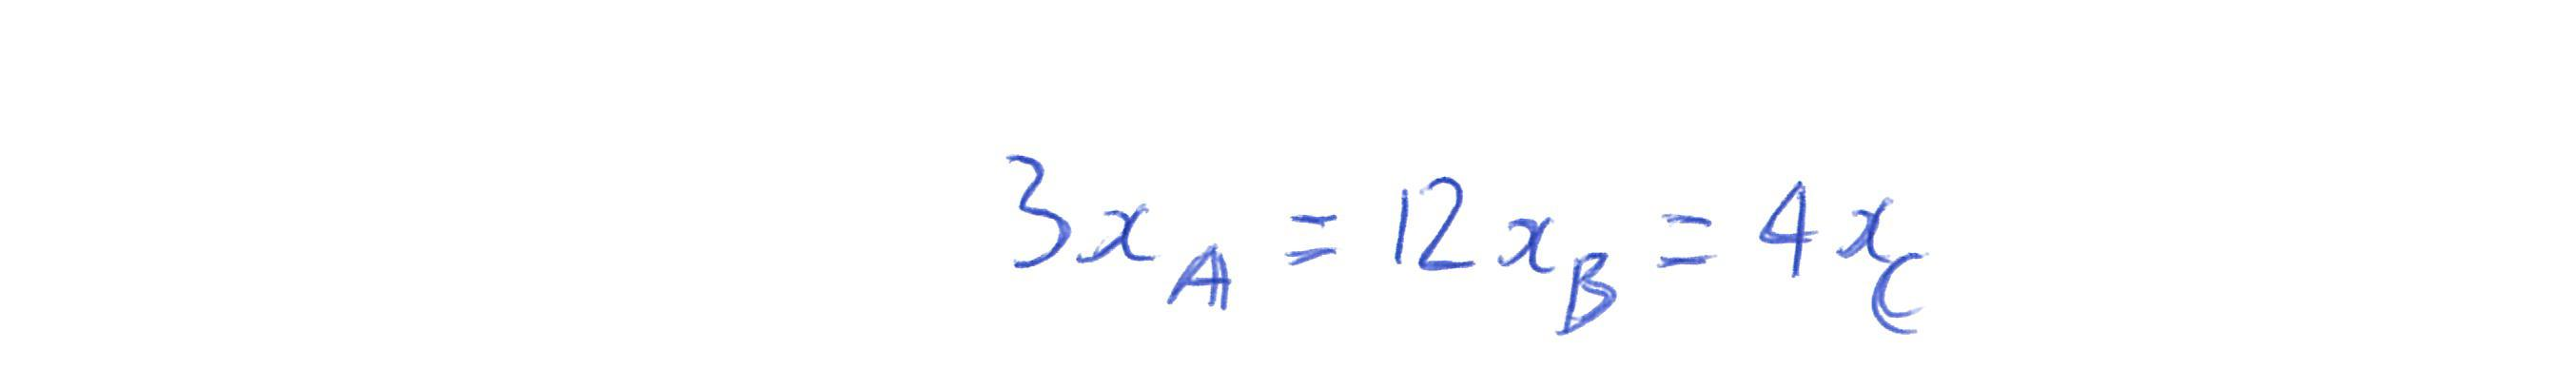 3x_A = 12x_B = 4x_C